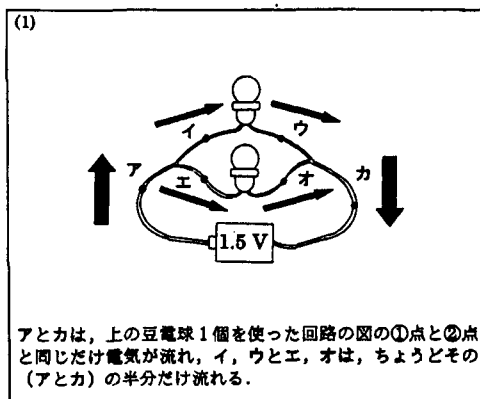 (1)
イ
ウ
ア
エ
オ
カ
1.5 V
アとカは，上の豆電球1個を使った回路の図の①点と②点
と同じだけ電気が流れ，イ，ウとエ，オは，ちょうどその
（アとカ）の半分だけ流れる．